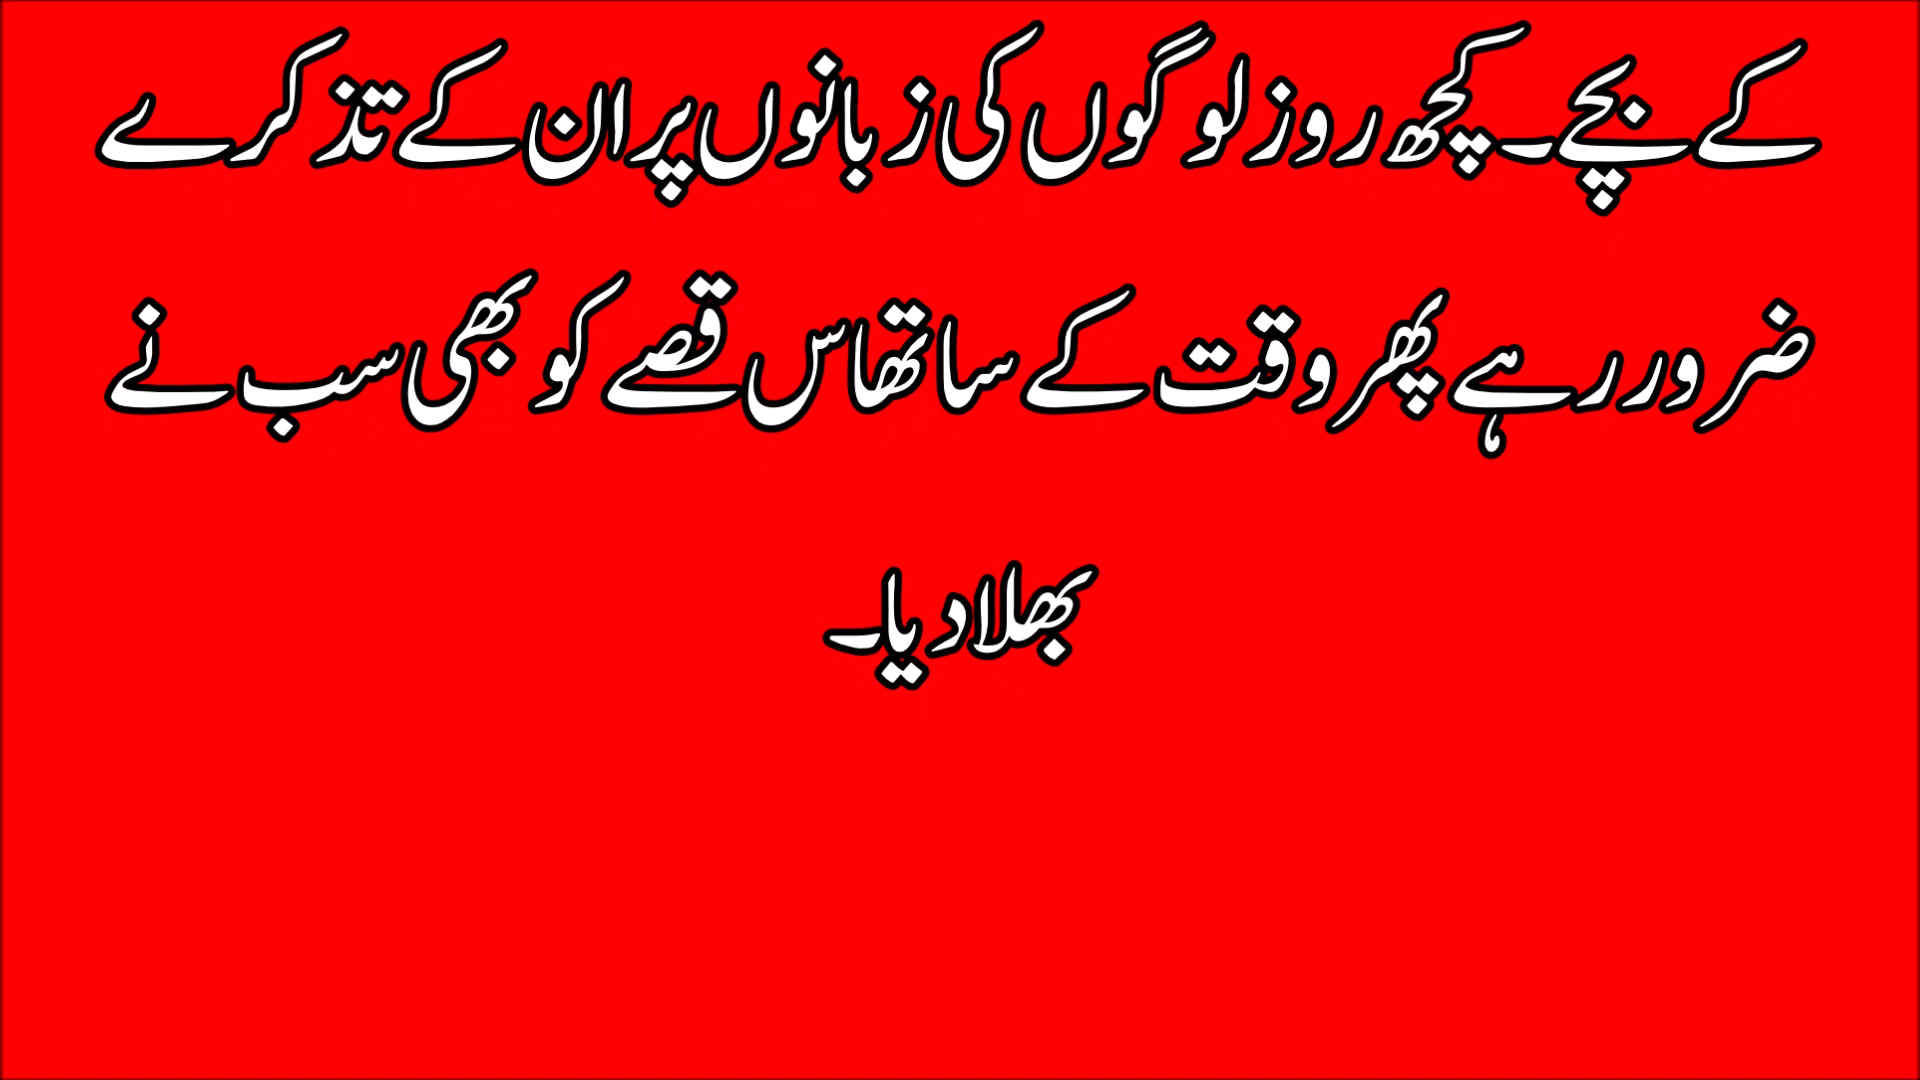 کے بچے۔ کچھ روز لوگوں کی زبانوں پر ان کے تذکرے
ضرور رہے پھر وقت کے ساتھ اس قصے کو بھی سب نے
بھلا دیا۔